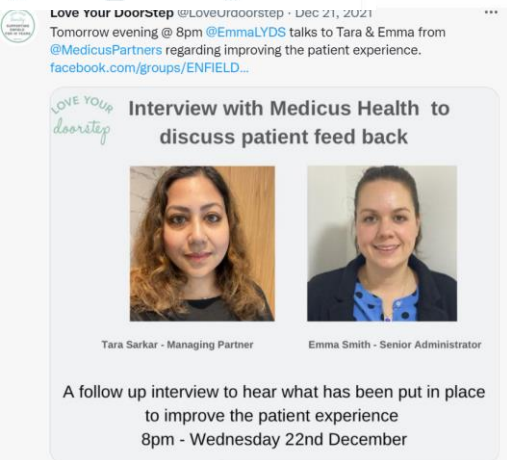 Love Your DoorStep @LoveUrdoorstep · Dec 21, 2021
Tomorrow evening @ 8pm @EmmaLYDS talks to Tara & Emma from
@MedicusPartners regarding improving the patient experience.
facebook.com/groups/ENFIELD...
LOVE YOUR
doorstep
Interview with Medicus Health to
discuss patient feed back
Tara Sarkar - Managing Partner
Emma Smith - Senior Administrator
A follow up interview to hear what has been put in place
to improve the patient experience
8pm - Wednesday 22nd December